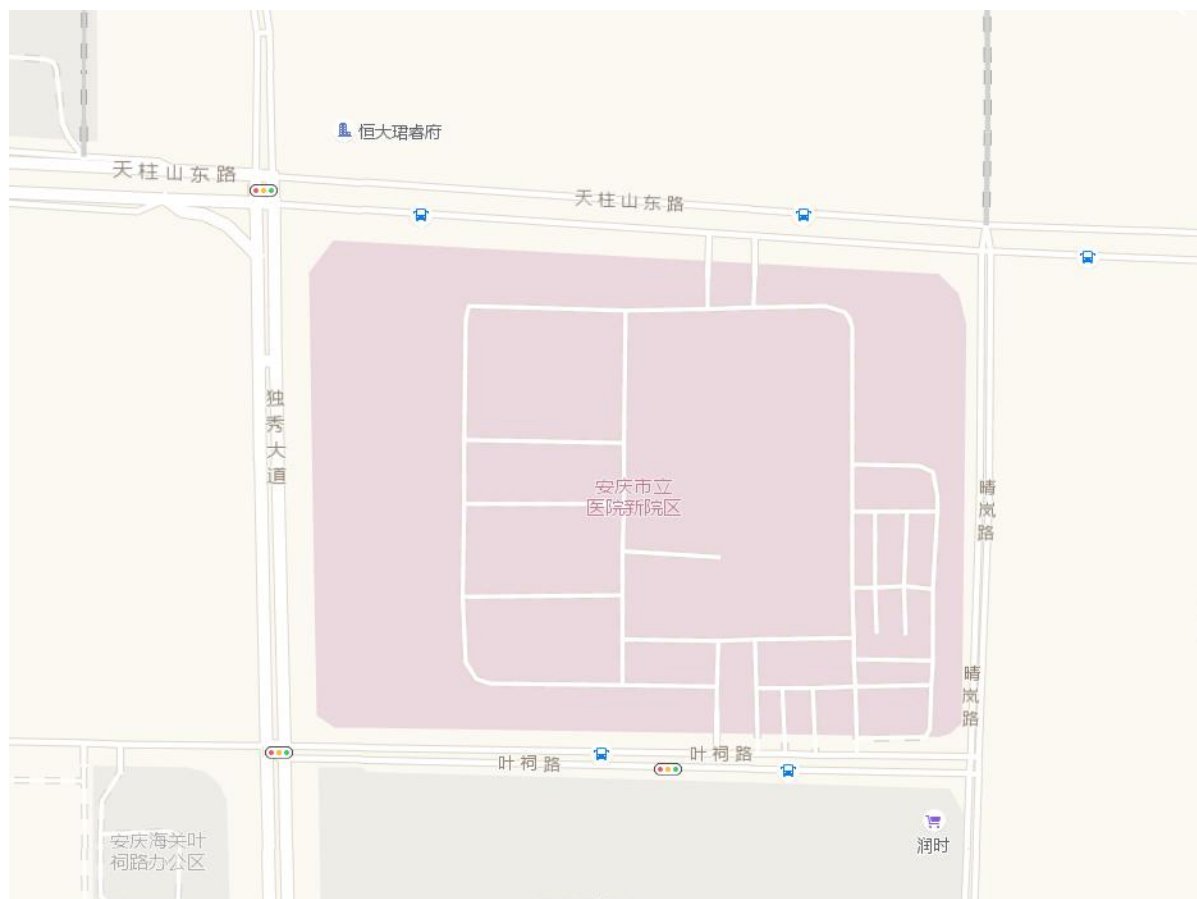 恒大珺睿府
天柱山东路
天柱山东路
独秀大道
安庆市立
医院新院区
晴岚路
晴岚路
叶祠路
叶祠路
安庆海关叶
祠路办公区
润时